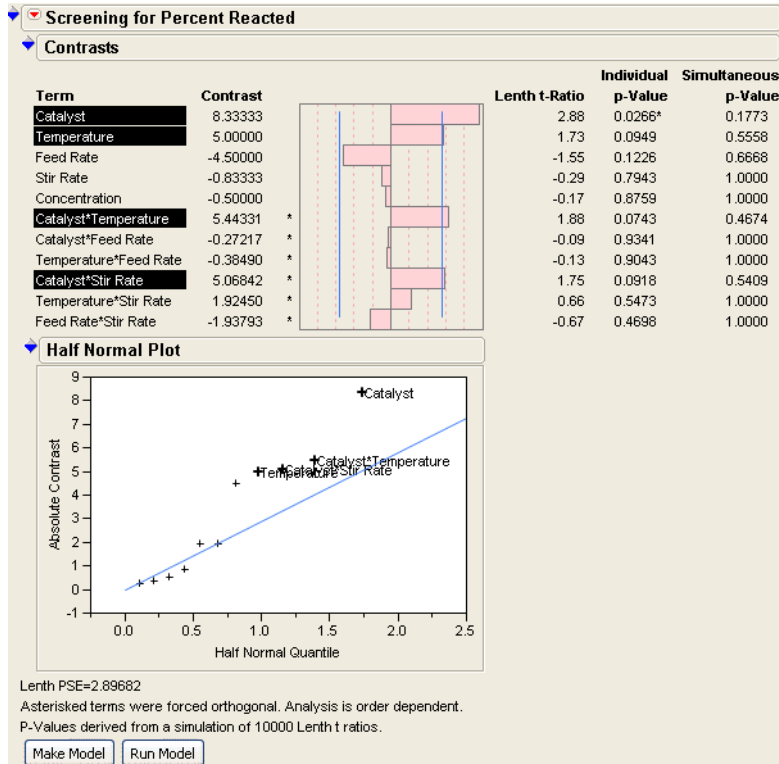 Screening for Percent Reacted
Contrasts
Term Contrast Lenth t-Ratio Individual p-Value Simultaneous p-Value
Catalyst 8.33333 2.88 0.0266* 0.1773
Temperature 5.00000 1.73 0.0949 0.5558
Feed Rate -4.50000 -1.55 0.1226 0.6668
Stir Rate -0.83333 -0.29 0.7943 1.0000
Concentration -0.50000 -0.17 0.8759 1.0000
Catalyst*Temperature 5.44331 * 1.88 0.0743 0.4674
Catalyst*Feed Rate -0.27217 * -0.09 0.9341 1.0000
Temperature*Feed Rate -0.38490 * -0.13 0.9043 1.0000
Catalyst*Stir Rate 5.06842 * 1.75 0.0918 0.5409
Temperature*Stir Rate 1.92450 * 0.66 0.5473 1.0000
Feed Rate*Stir Rate -1.93793 * -0.67 0.4698 1.0000
Half Normal Plot
9
8
7
6
5
4
3
2
1
0
-1
Absolute Contrast
Catalyst
Catalyst*Temperature
Temperature
Catalyst*Stir Rate
0.0 0.5 1.0 1.5 2.0 2.5
Half Normal Quantile
Lenth PSE=2.89682
Asterisked terms were forced orthogonal. Analysis is order dependent.
P-Values derived from a simulation of 10000 Lenth t ratios.
Make Model Run Model